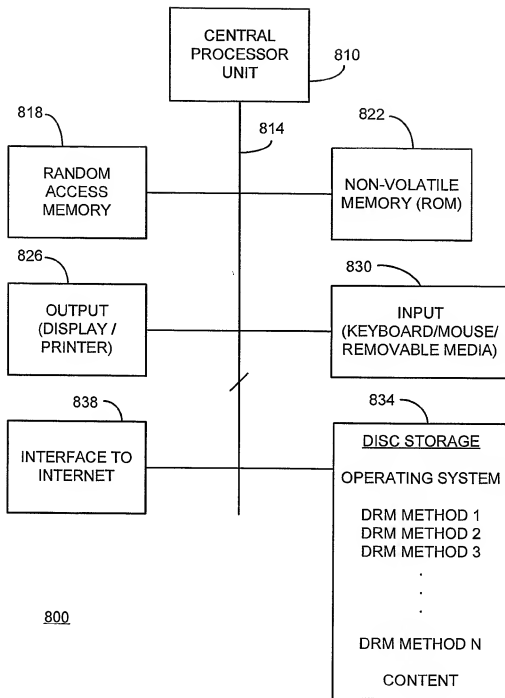 CENTRAL
PROCESSOR
UNIT
810
818
814
822
RANDOM
ACCESS
MEMORY
NON-VOLATILE
MEMORY (ROM)
826
830
OUTPUT
(DISPLAY /
PRINTER)
INPUT
(KEYBOARD/MOUSE/
REMOVABLE MEDIA)
838
834
INTERFACE TO
INTERNET
DISC STORAGE
OPERATING SYSTEM
DRM METHOD 1
DRM METHOD 2
DRM METHOD 3
.
.
.
.
DRM METHOD N
CONTENT
800